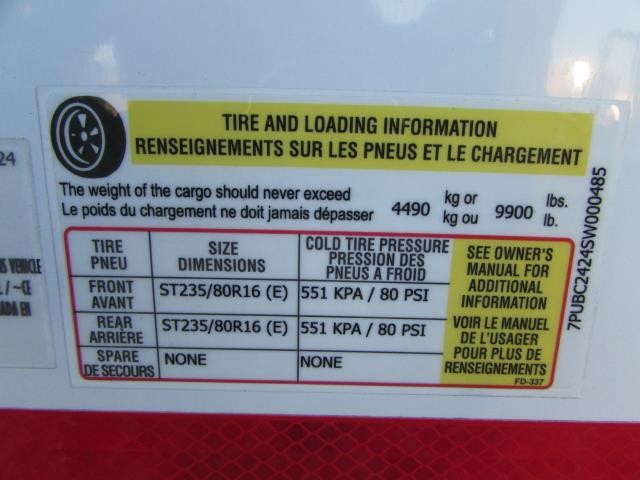 TIRE AND LOADING INFORMATION
RENSEIGNEMENTS SUR LES PNEUS ET LE CHARGEMENT
The weight of the cargo should never exceed
Le poids du chargement ne doit jamais dépasser
4490 kg or
kg ou
9900 lbs.
lb.
TIRE
PNEU
SIZE
DIMENSIONS
COLD TIRE PRESSURE
PRESSION DES
PNEUS A FROID
FRONT
AVANT
ST235/80R16 (E)
551 KPA / 80 PSI
REAR
ARRIÈRE
ST235/80R16 (E)
551 KPA / 80 PSI
SPARE
DE SECOURS
NONE
NONE
SEE OWNER'S
MANUAL FOR
ADDITIONAL
INFORMATION
VOIR LE MANUEL
DE L'USAGER
POUR PLUS DE
RENSEIGNEMENTS
FD-337
7PUBC2424SW000485
24
VEHICLE